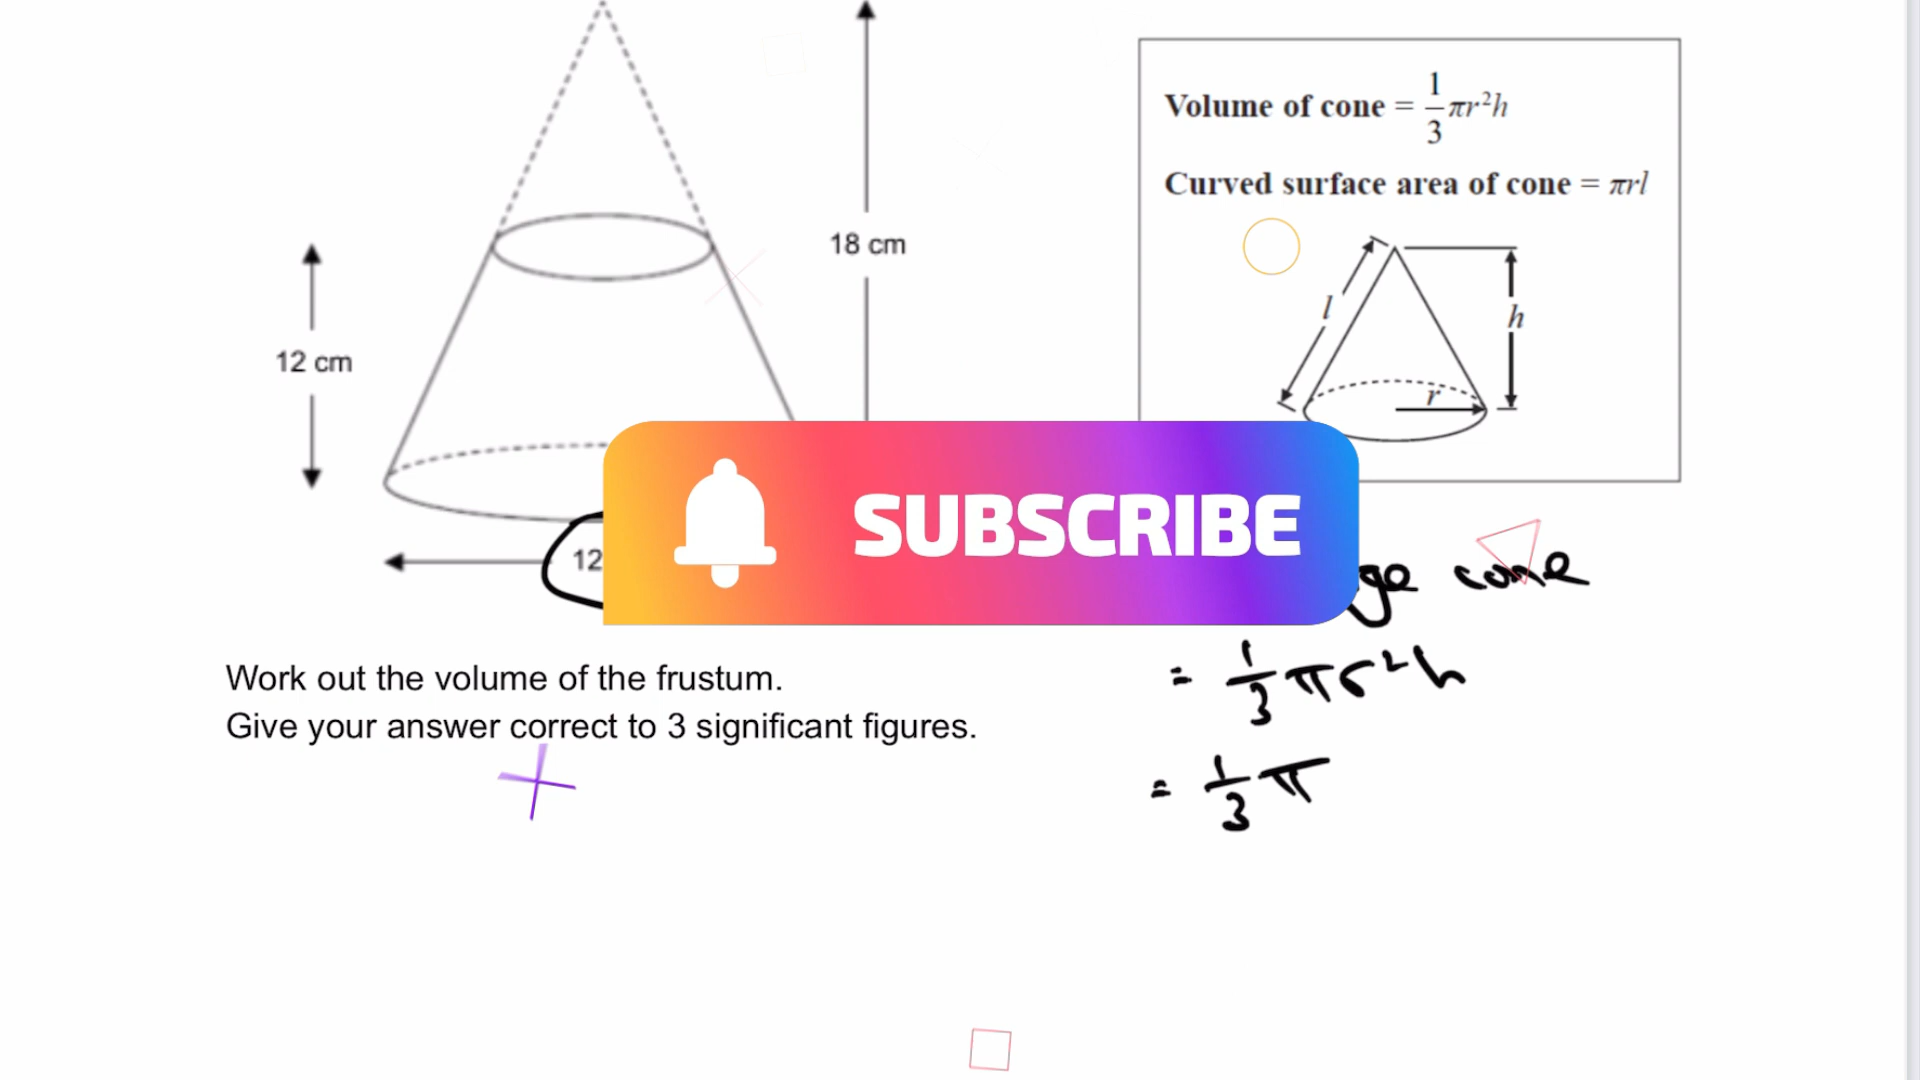 Volume of cone = 1/3 πr²h
Curved surface area of cone = πrl
18 cm
l
h
12 cm
r
SUBSCRIBE
12
ge cone
= 1/3 πr²h
Work out the volume of the frustum.
Give your answer correct to 3 significant figures.
= 1/3 π